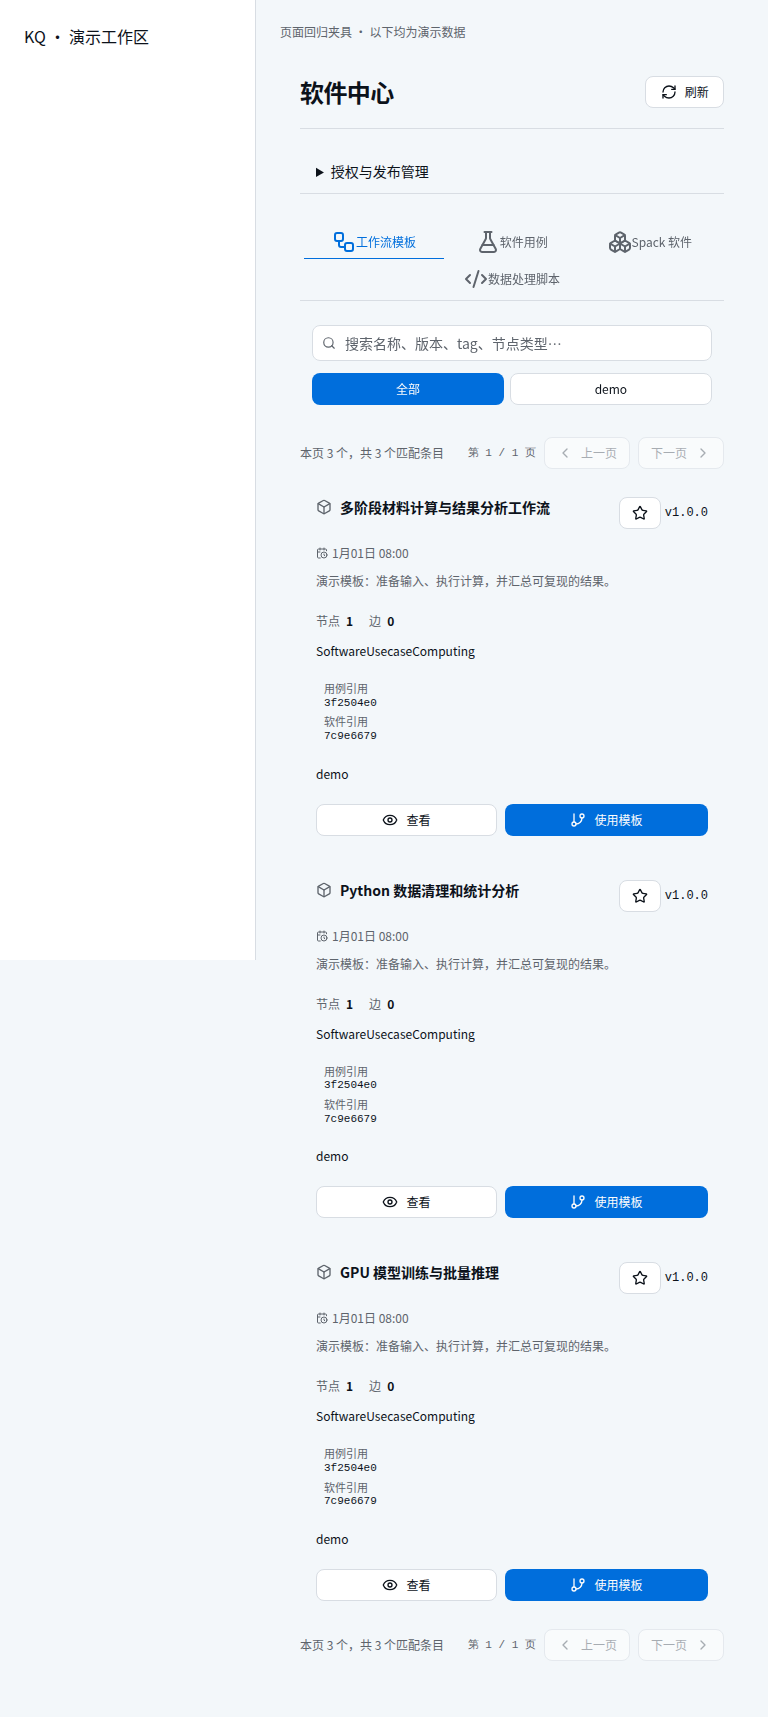 KQ · 演示工作区
页面回归夹具 · 以下均为演示数据
软件中心
刷新
授权与发布管理
工作流模板
软件用例
Spack 软件
数据处理脚本
搜索名称、版本、tag、节点类型…
全部
demo
本页 3 个，共 3 个匹配条目
第 1 / 1 页
上一页
下一页
多阶段材料计算与结果分析工作流
v1.0.0
1月01日 08:00
演示模板：准备输入、执行计算，并汇总可复现的结果。
节点 1 边 0
SoftwareUsecaseComputing
用例引用
3f2504e0
软件引用
7c9e6679
demo
查看
使用模板
Python 数据清理和统计分析
v1.0.0
1月01日 08:00
演示模板：准备输入、执行计算，并汇总可复现的结果。
节点 1 边 0
SoftwareUsecaseComputing
用例引用
3f2504e0
软件引用
7c9e6679
demo
查看
使用模板
GPU 模型训练与批量推理
v1.0.0
1月01日 08:00
演示模板：准备输入、执行计算，并汇总可复现的结果。
节点 1 边 0
SoftwareUsecaseComputing
用例引用
3f2504e0
软件引用
7c9e6679
demo
查看
使用模板
本页 3 个，共 3 个匹配条目
第 1 / 1 页
上一页
下一页